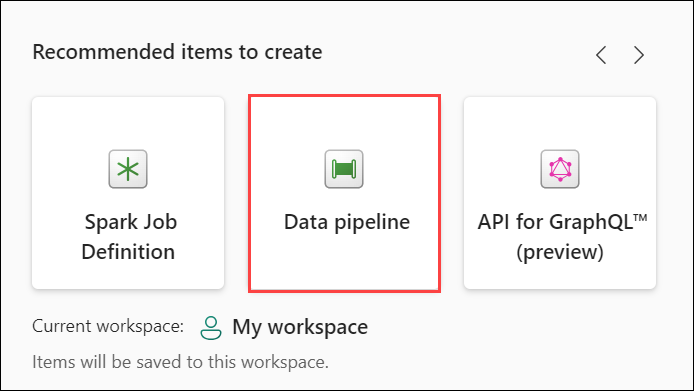 Recommended items to create
Spark Job
Definition
Data pipeline
API for GraphQL™
(preview)
Current workspace: My workspace
Items will be saved to this workspace.